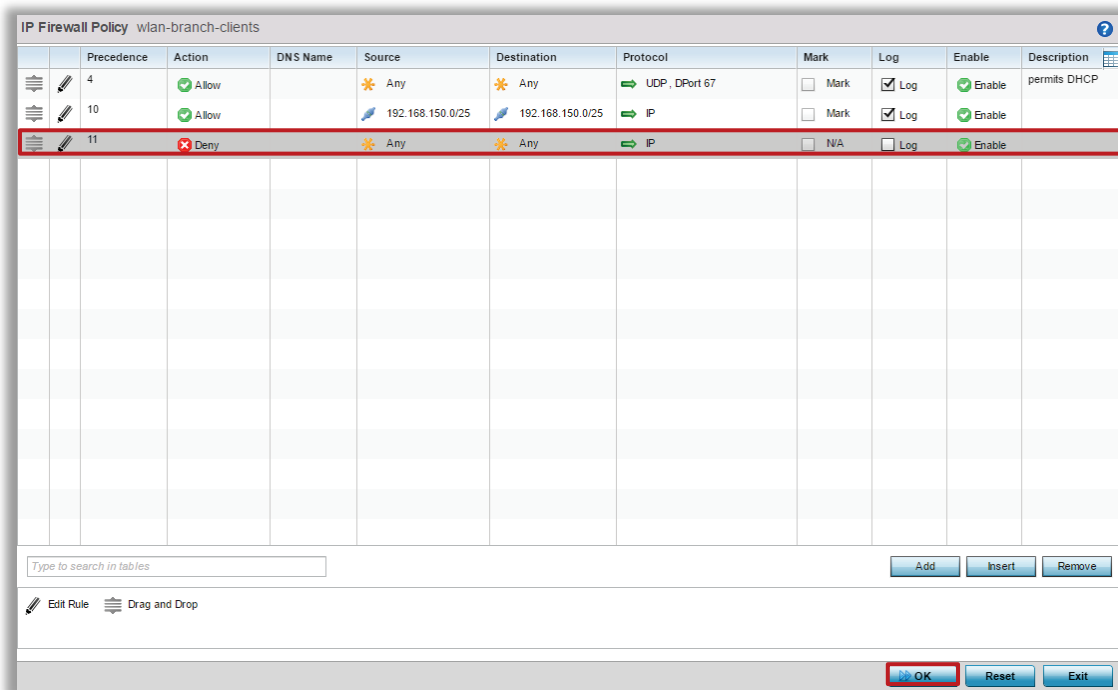 IP Firewall Policy wlan-branch-clients ?
Precedence Action DNS Name Source Destination Protocol Mark Log Enable Description
4 Allow Any Any UDP, DPort 67 Mark Log Enable permits DHCP
10 Allow 192.168.150.0/25 192.168.150.0/25 IP Mark Log Enable
11 Deny Any Any IP N/A Log Enable
Type to search in tables Add Insert Remove
Edit Rule Drag and Drop
OK Reset Exit